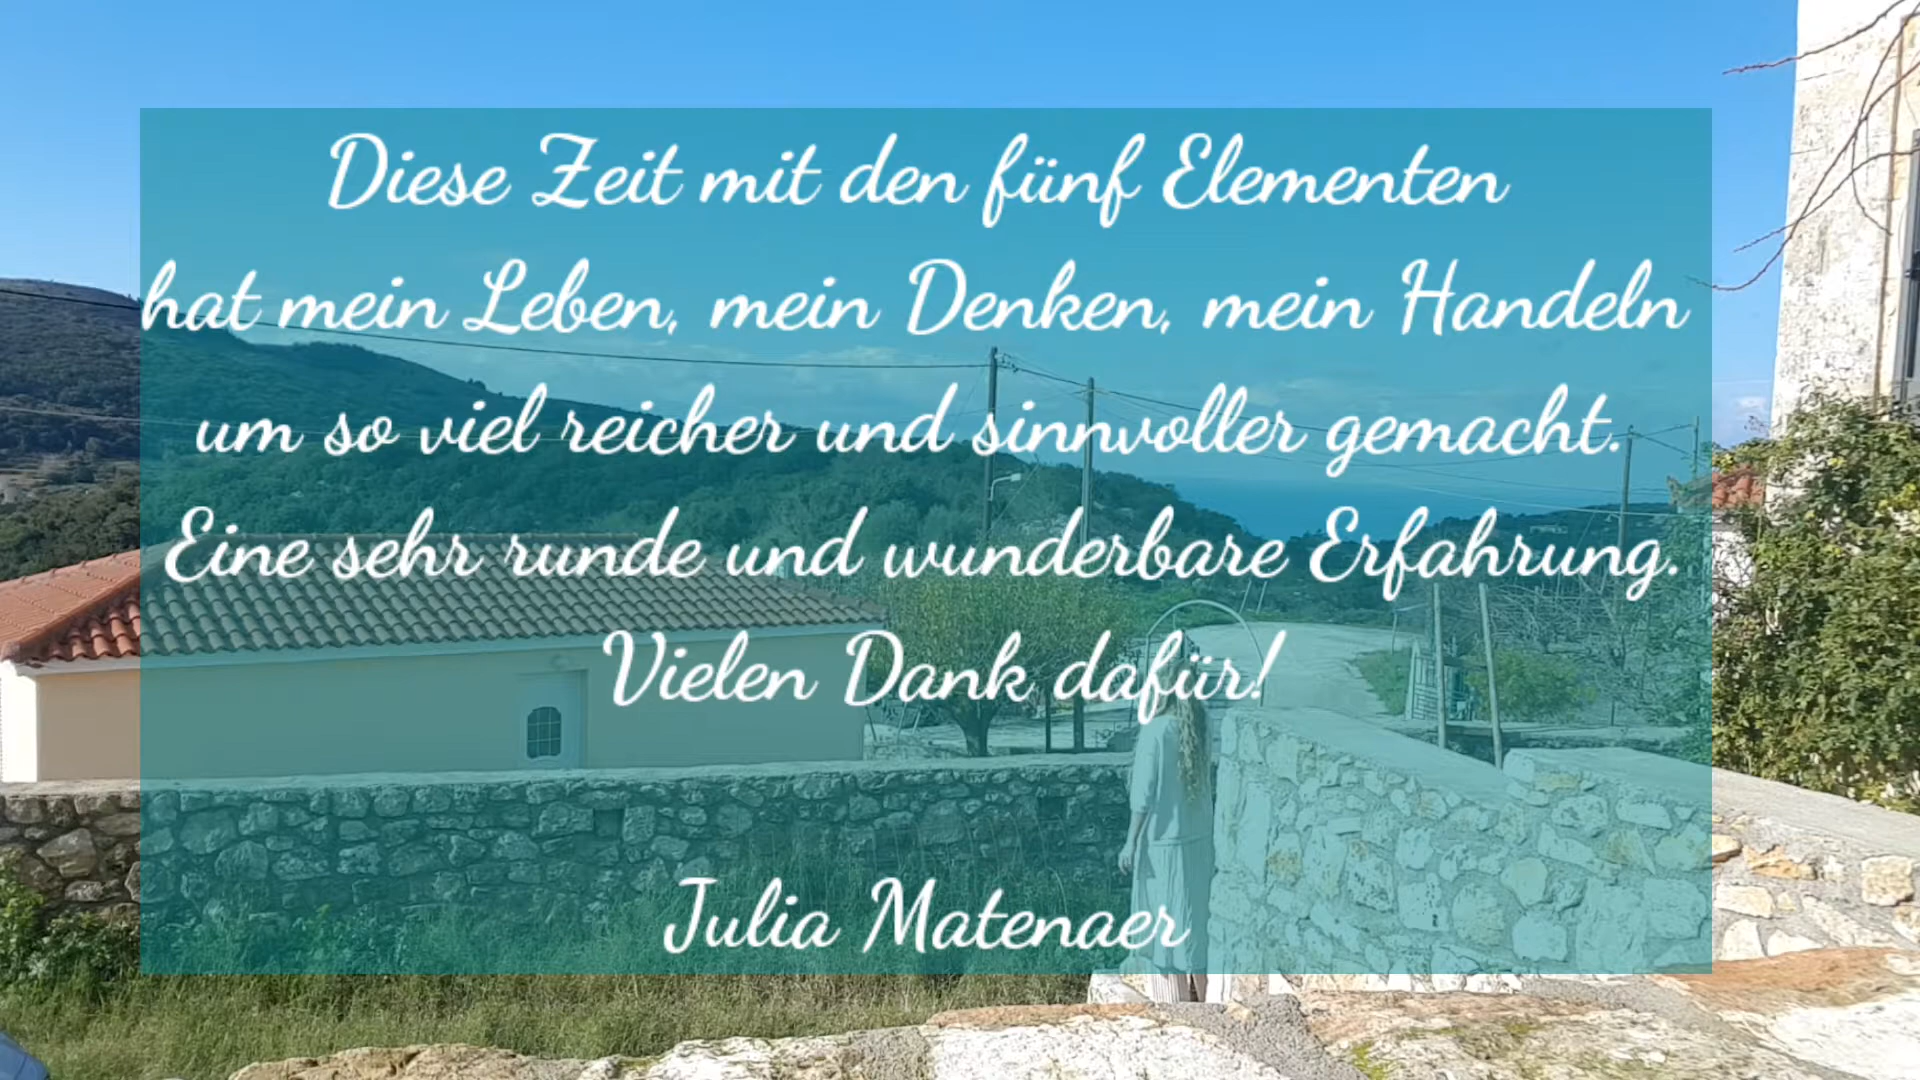 Diese Zeit mit den fünf Elementen
hat mein Leben, mein Denken, mein Handeln
um so viel reicher und sinnvoller gemacht.
Eine sehr runde und wunderbare Erfahrung.
Vielen Dank dafür!
Julia Matenaer